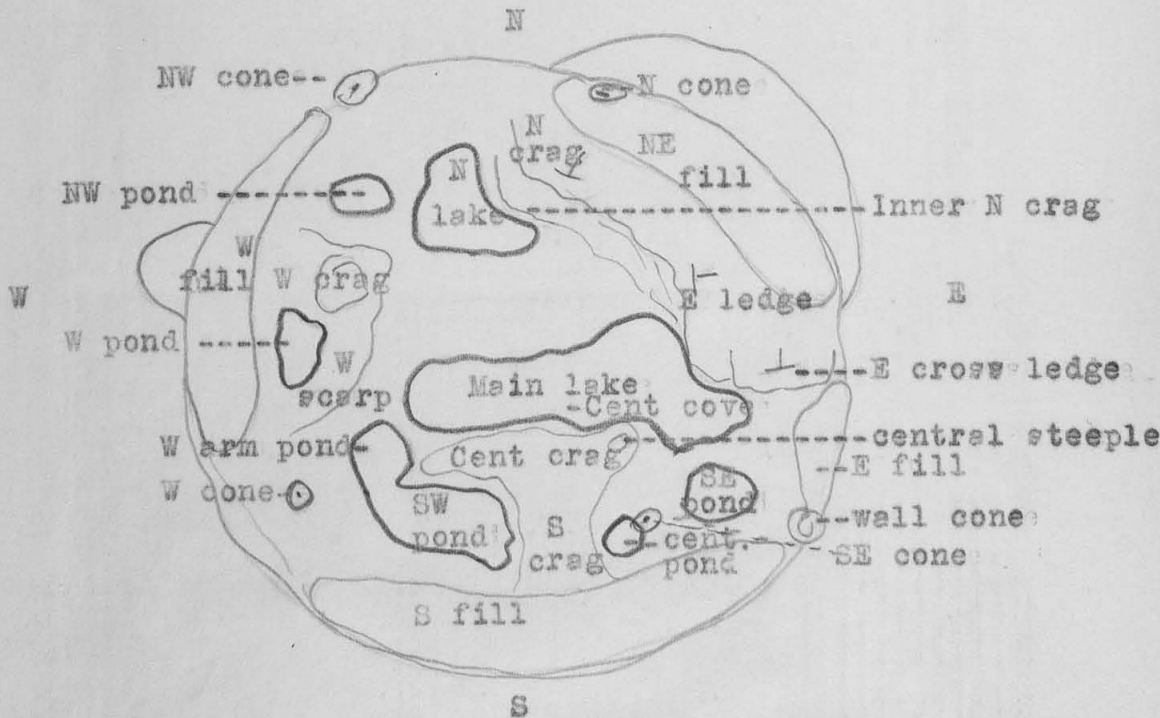 N
NW cone--
N cone
N
crag
NE
fill
NW pond
N
lake
Inner N crag
W
fill
W crag
W
E ledge
E
W pond
W
scarp
Main lake
-Cent cove
E cross ledge
W arm pond
Cent crag
central steeple
E fill
W cone
SW
pond
SE
pond
S
crag
cent.
pond
--wall cone
SE cone
S fill
S